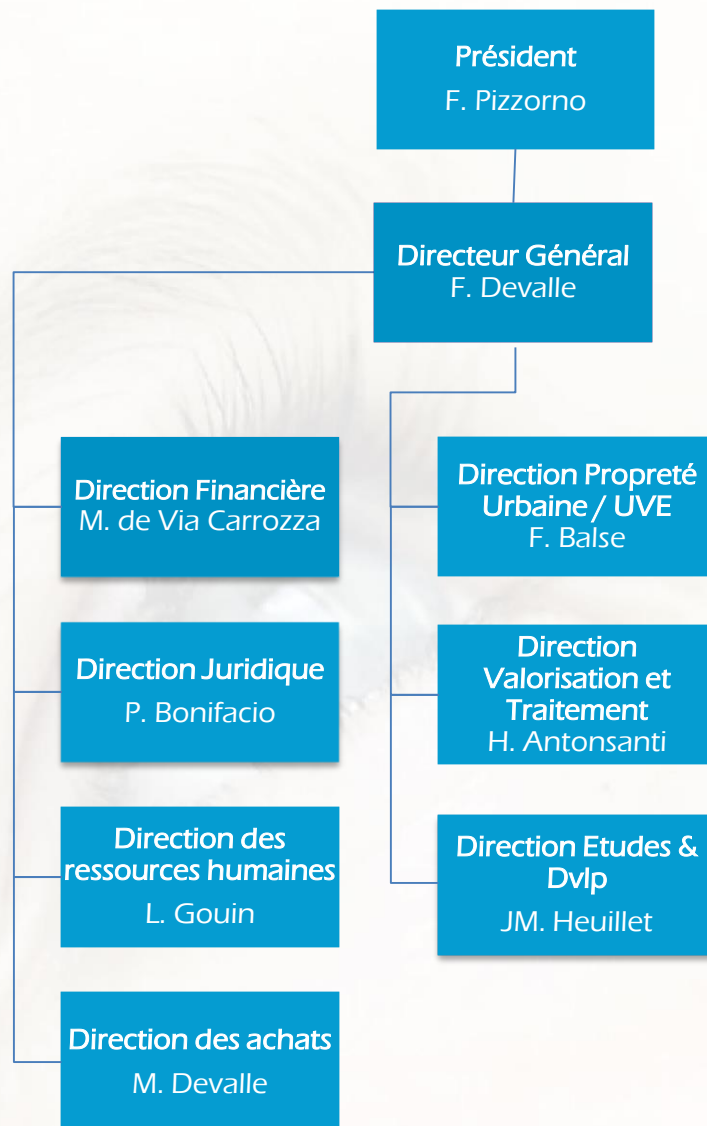 Président
F. Pizzorno
Directeur Général
F. Devalle
Direction Financière
M. de Via Carrozza
Direction Juridique
P. Bonifacio
Direction des
ressources humaines
L. Gouin
Direction des achats
M. Devalle
Direction Propreté
Urbaine / UVE
F. Balse
Direction
Valorisation et
Traitement
H. Antonsanti
Direction Etudes &
Dvlp
JM. Heuillet